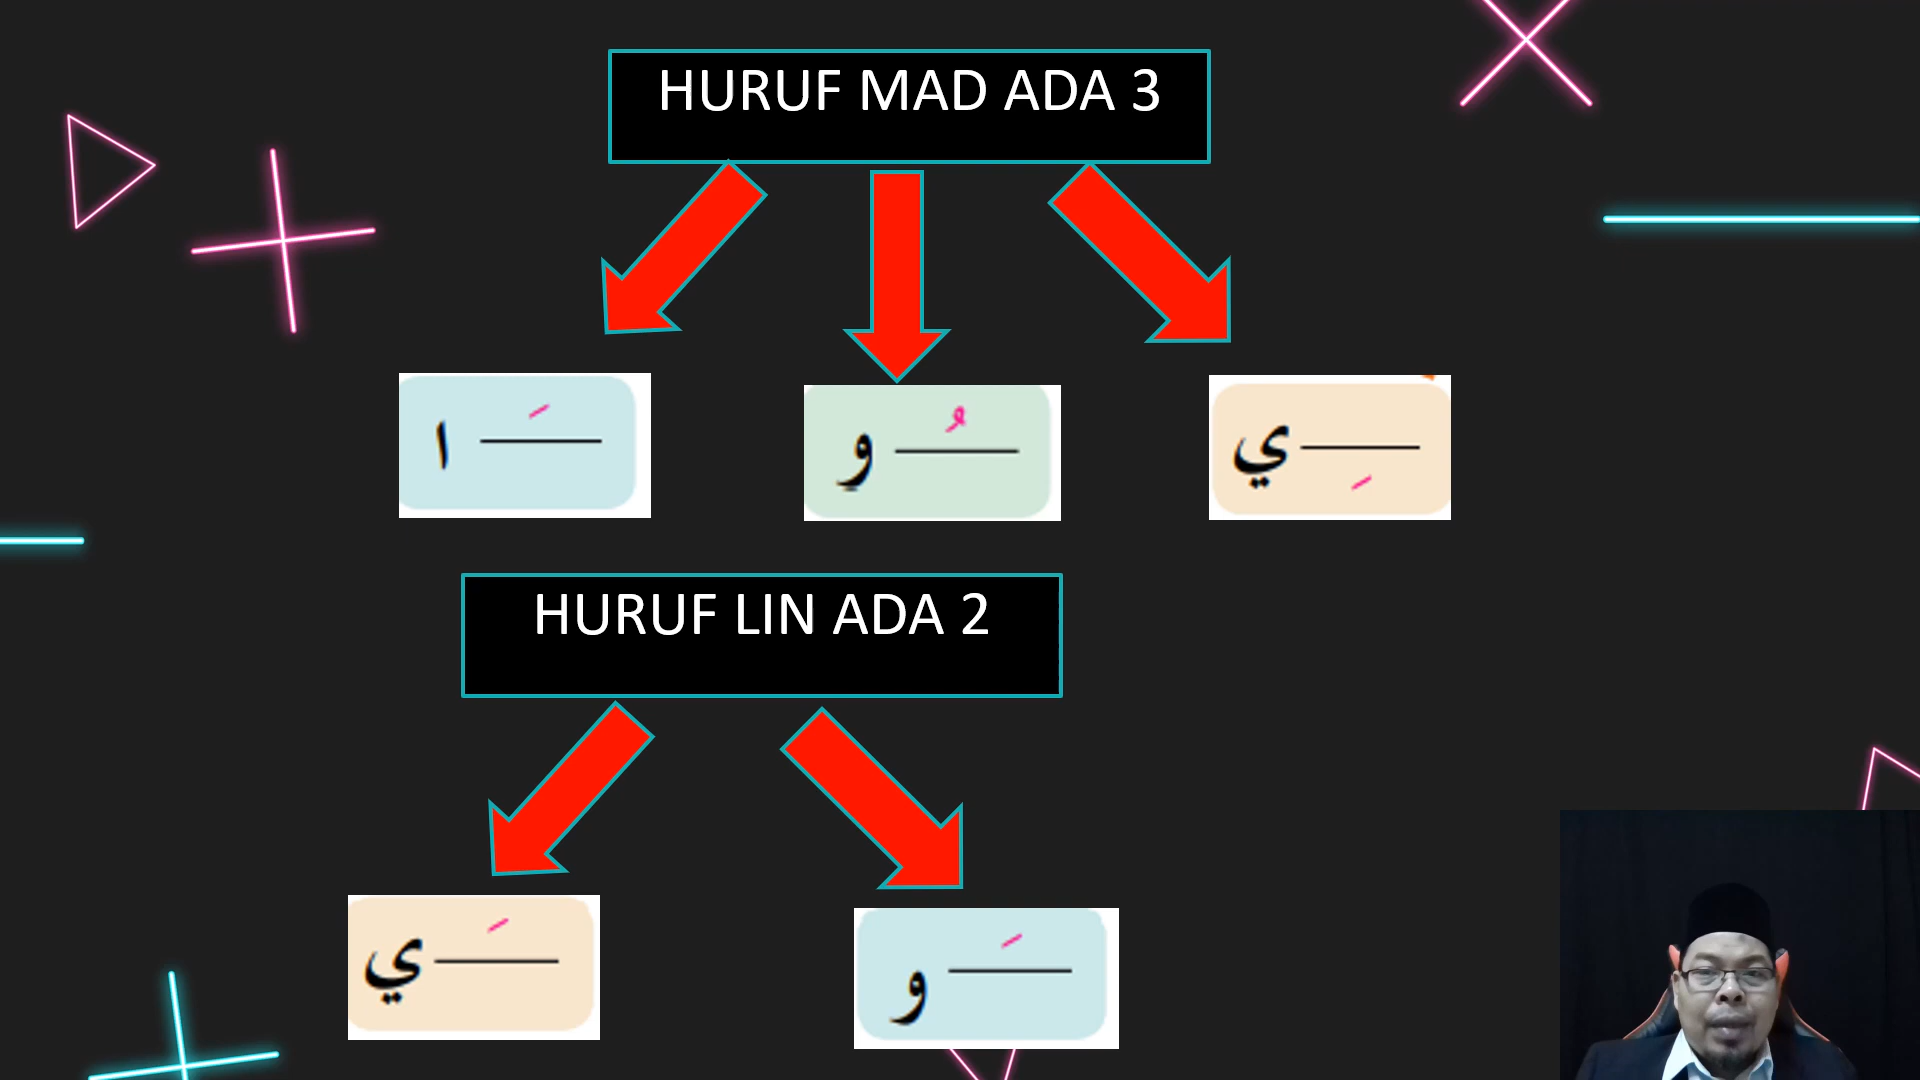 HURUF MAD ADA 3
ـَ ا
ـُ و
ـِ ي
HURUF LIN ADA 2
ـَ ي
ـَ و